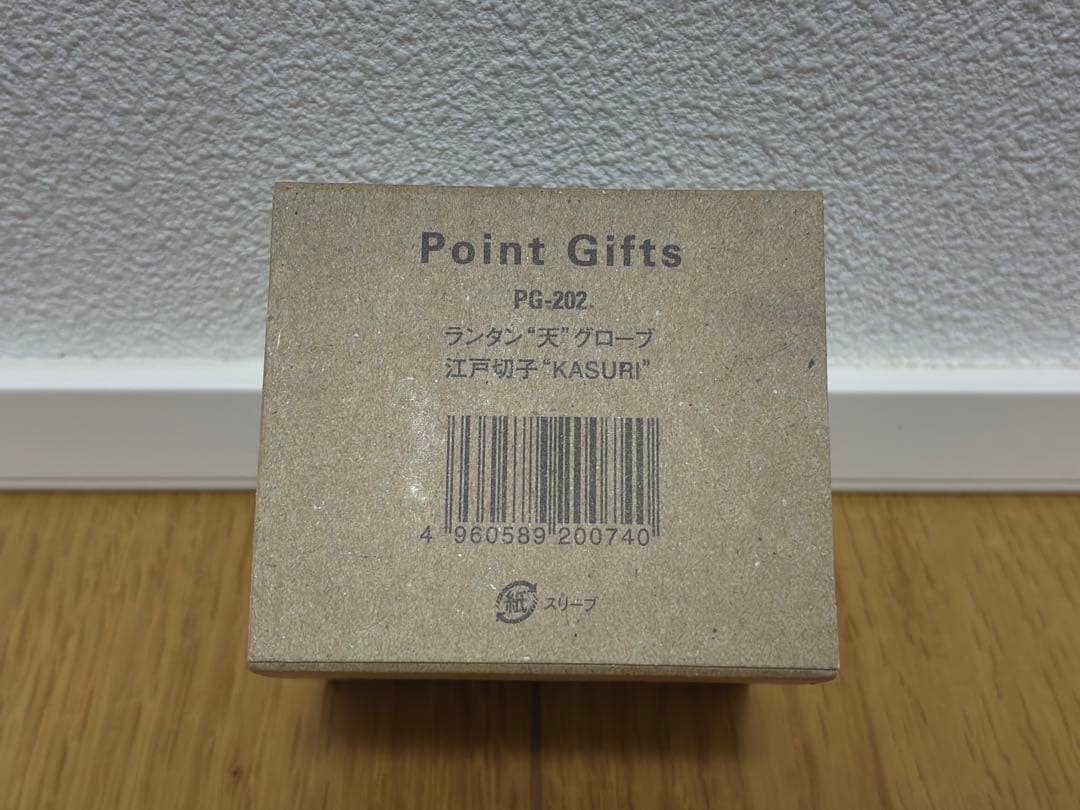 Point Gifts
PG-202
ランタン“天”グローブ
江戸切子“KASURI”
4 960589 200740
紙 スリーブ